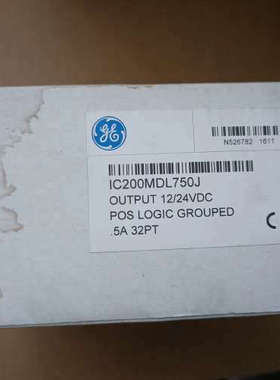 N526782 1611
IC200MDL750J
OUTPUT 12/24VDC
POS LOGIC GROUPED
.5A 32PT